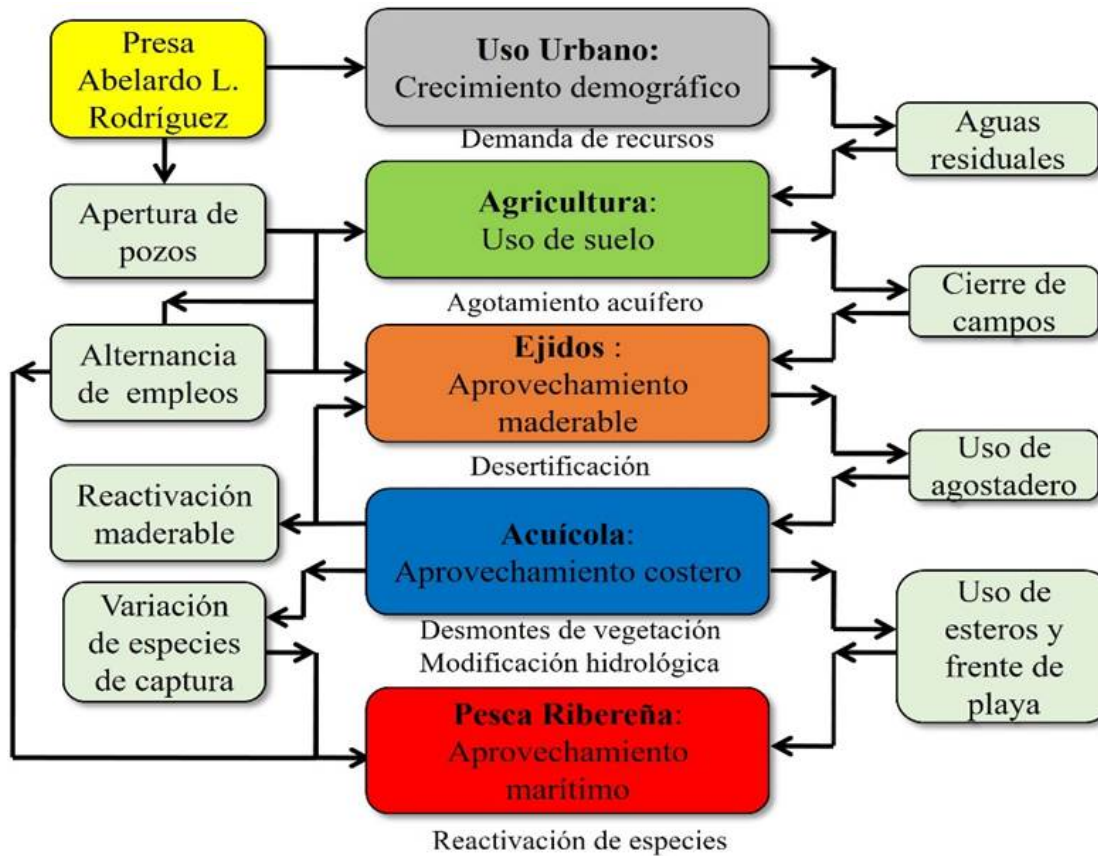 Presa
Abelardo L.
Rodríguez
Uso Urbano:
Crecimiento demográfico
Demanda de recursos
Aguas
residuales
Apertura de
pozos
Agricultura:
Uso de suelo
Agotamiento acuífero
Cierre de
campos
Alternancia
de empleos
Ejidos :
Aprovechamiento
maderable
Desertificación
Uso de
agostadero
Reactivación
maderable
Acuícola:
Aprovechamiento costero
Desmontes de vegetación
Modificación hidrológica
Variación
de especies
de captura
Uso de
esteros y
frente de
playa
Pesca Ribereña:
Aprovechamiento
marítimo
Reactivación de especies